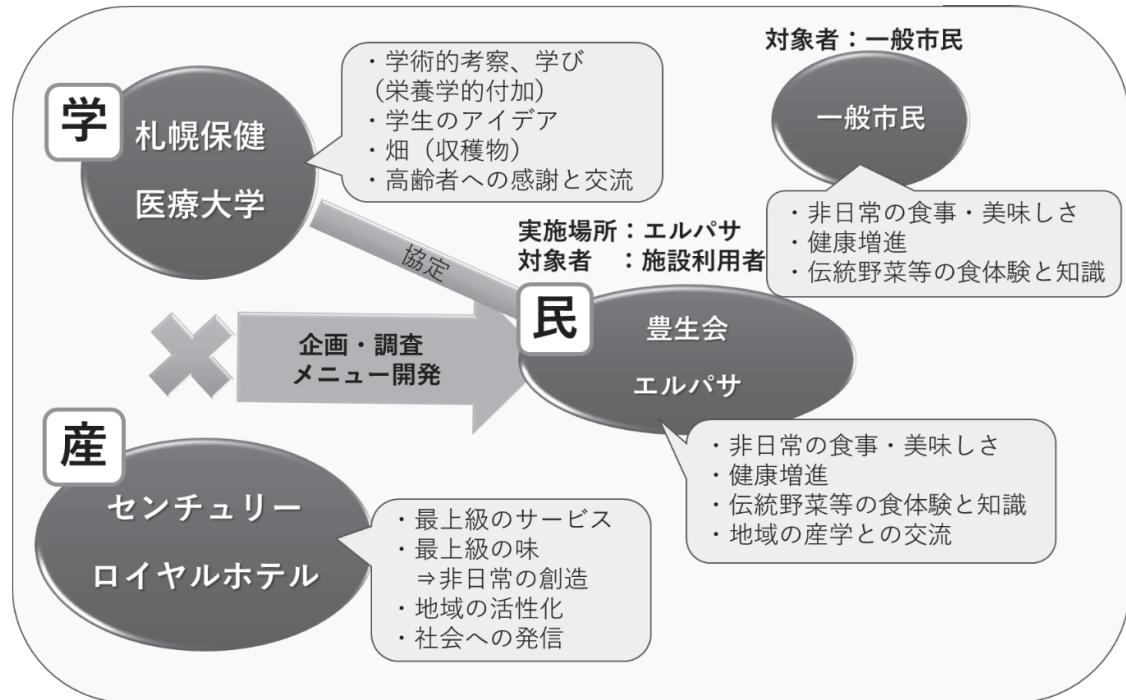 学
札幌保健
医療大学
・学術的考察、学び
（栄養学的付加）
・学生のアイデア
・畑（収穫物）
・高齢者への感謝と交流
対象者：一般市民
一般市民
・非日常の食事・美味しさ
・健康増進
・伝統野菜等の食体験と知識
協定
実施場所：エルパサ
対象者　：施設利用者
民
豊生会
エルパサ
企画・調査
メニュー開発
・非日常の食事・美味しさ
・健康増進
・伝統野菜等の食体験と知識
・地域の産学との交流
産
センチュリー
ロイヤルホテル
・最上級のサービス
・最上級の味
⇒非日常の創造
・地域の活性化
・社会への発信